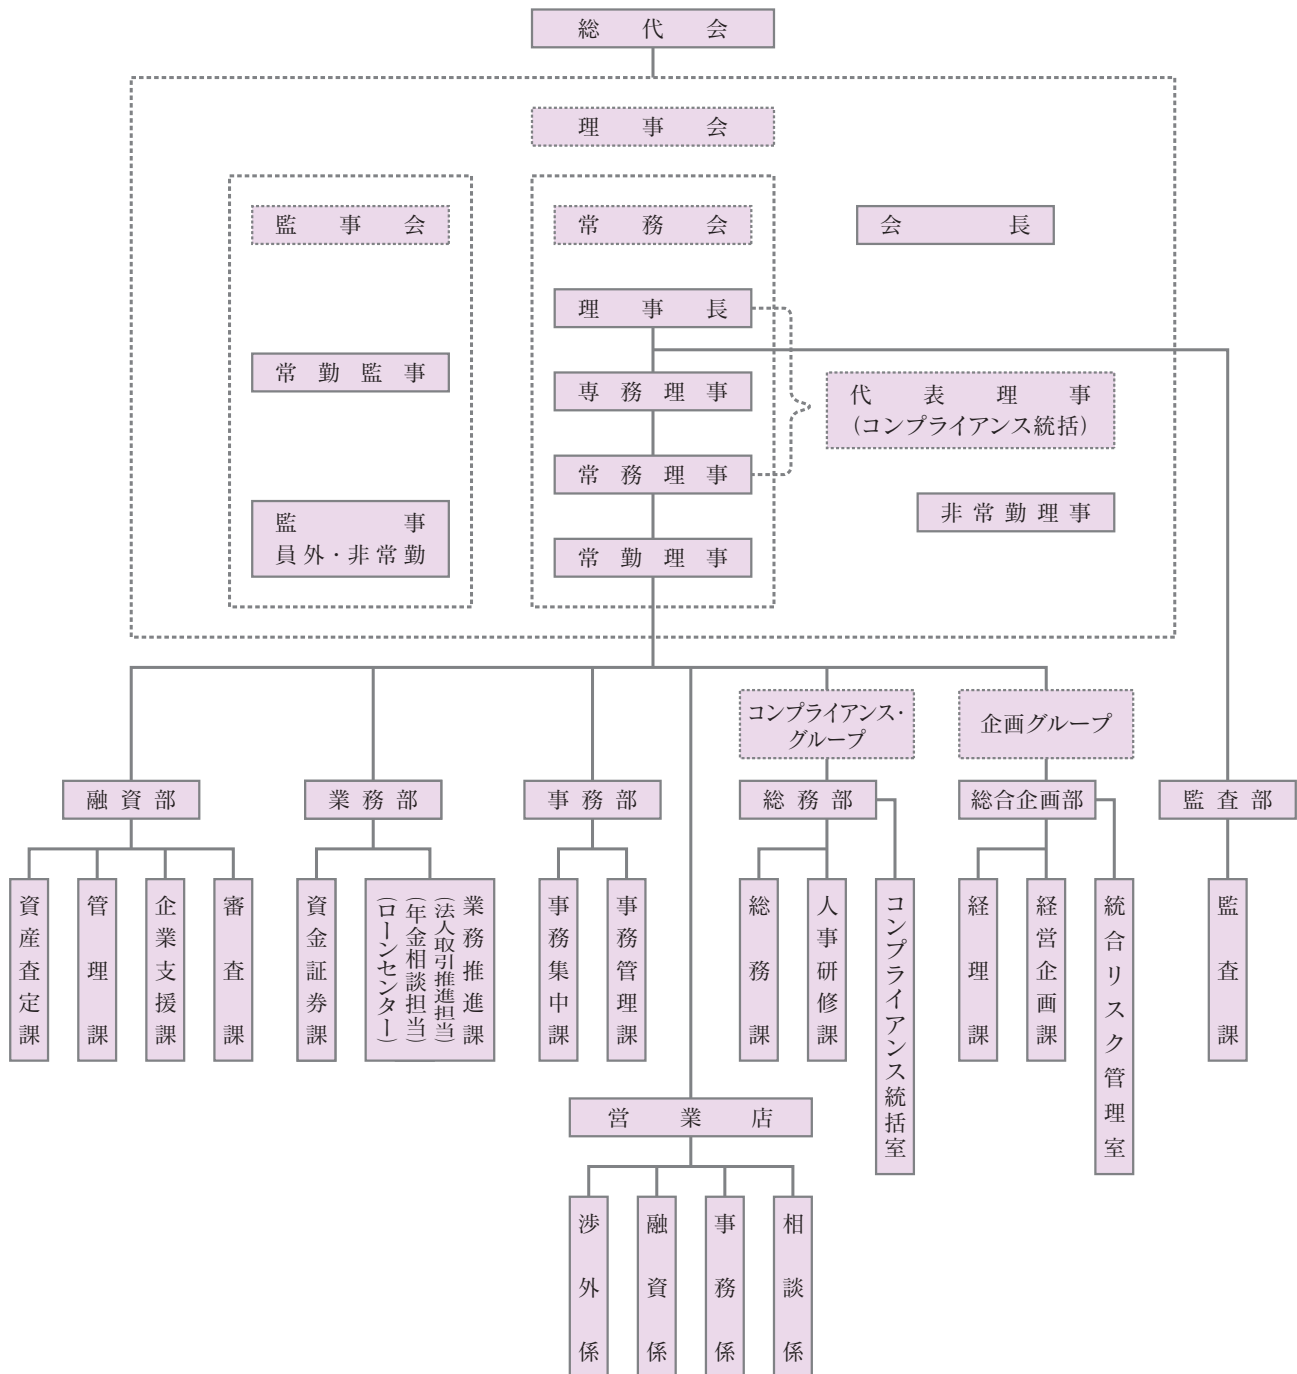 総代会
理事会
監事会
常務会
会長
理事長
常勤監事
専務理事
代表理事
(コンプライアンス統括)
常務理事
非常勤理事
監事
員外・非常勤
常勤理事
コンプライアンス・
グループ
企画グループ
融資部
業務部
事務部
総務部
総合企画部
監査部
資産査定課
管理課
企業支援課
審査課
資金証券課
業務推進課
(法人取引推進担当)
(年金相談担当)
(ローンセンター)
事務集中課
事務管理課
総務課
人事研修課
コンプライアンス統括室
経理課
経営企画課
統合リスク管理室
監査課
営業店
渉外係
融資係
事務係
相談係